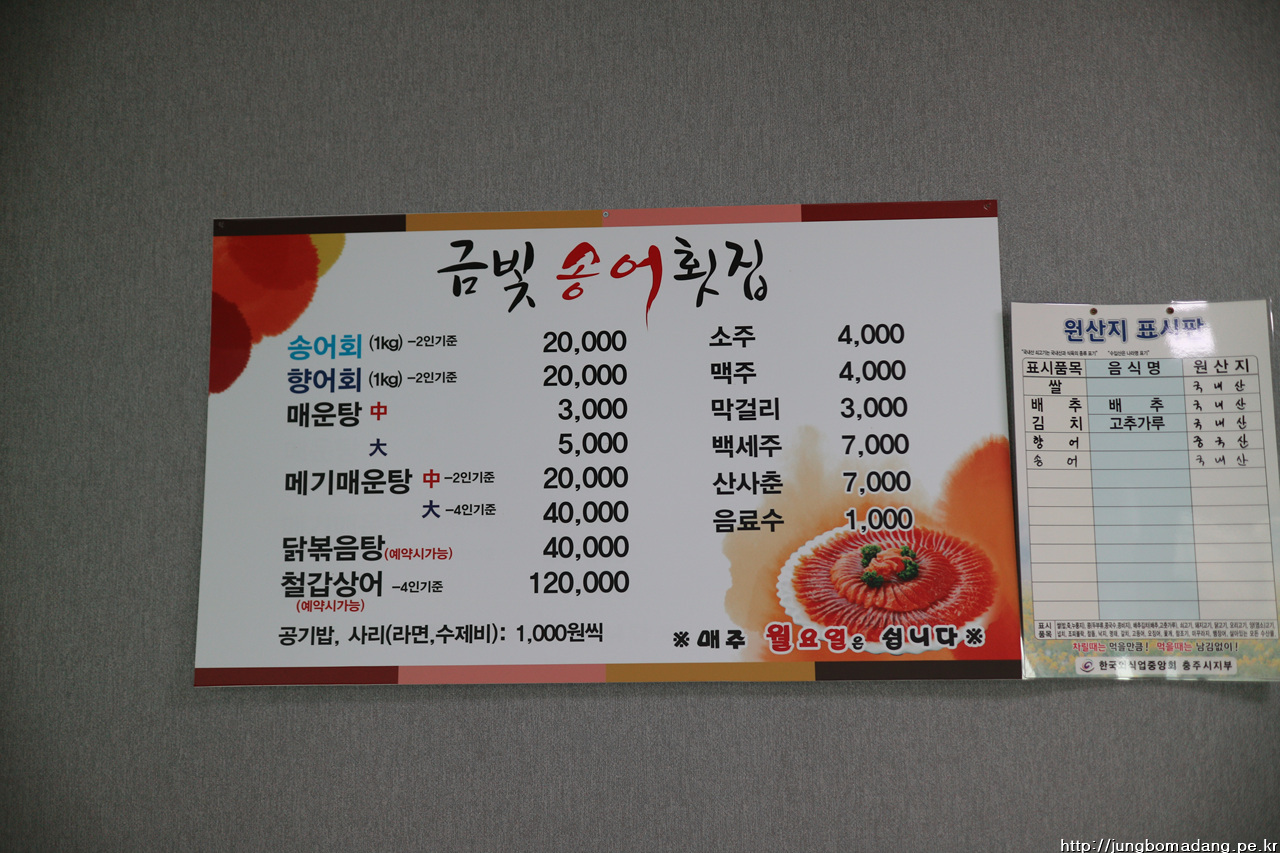 금빛 송어 횟집
송어회 (1kg) -2인기준 20,000
향어회 (1kg) -2인기준 20,000
매운탕 中 3,000
大 5,000
메기매운탕 中 -2인기준 20,000
大 -4인기준 40,000
닭볶음탕(예약시가능) 40,000
철갑상어 -4인기준 120,000
(예약시가능)
공기밥, 사리(라면,수제비): 1,000원씩
소주 4,000
맥주 4,000
막걸리 3,000
백세주 7,000
산사춘 7,000
음료수 1,000
※ 매주 월요일은 쉽니다 ※
원산지 표시판
표시품목 음식명 원산지
쌀 국내산
배추 배추 국내산
김치 고추가루 국내산
향어 중국산
송어 국내산
표시
품목
차릴때는 먹을만큼! 먹을때는 남김없이!
한국외식업중앙회 충주시지부
http://jungbomadang.pe.kr